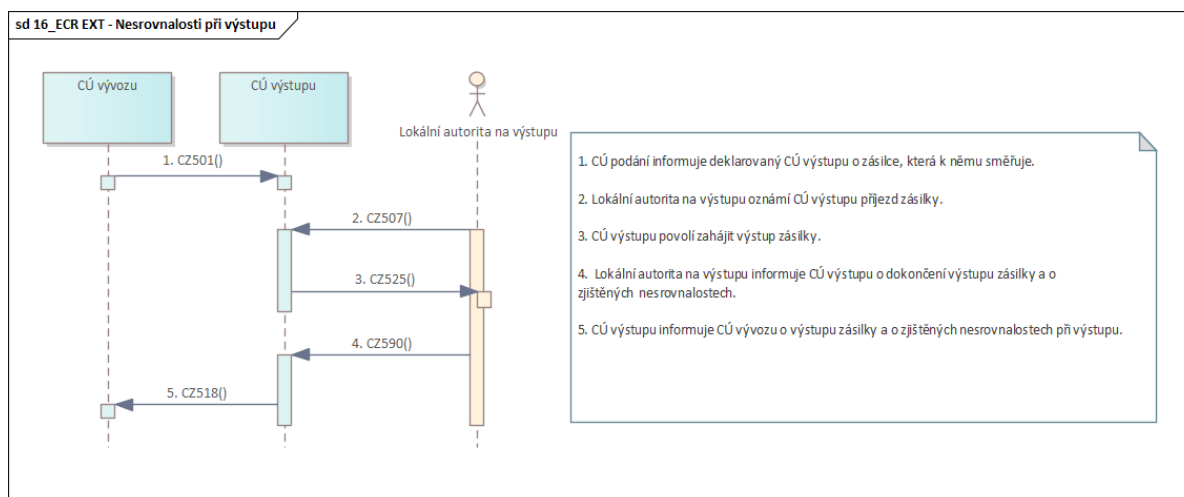 sd 16_ECR EXT - Nesrovnalosti při výstupu
CÚ vývozu
CÚ výstupu
Lokální autorita na výstupu
1. CZ501()
2. CZ507()
3. CZ525()
4. CZ590()
5. CZ518()
1. CÚ podání informuje deklarovaný CÚ výstupu o zásilce, která k němu směřuje.
2. Lokální autorita na výstupu oznámí CÚ výstupu příjezd zásilky.
3. CÚ výstupu povolí zahájit výstup zásilky.
4. Lokální autorita na výstupu informuje CÚ výstupu o dokončení výstupu zásilky a o
zjištěných nesrovnalostech.
5. CÚ výstupu informuje CÚ vývozu o výstupu zásilky a o zjištěných nesrovnalostech při výstupu.